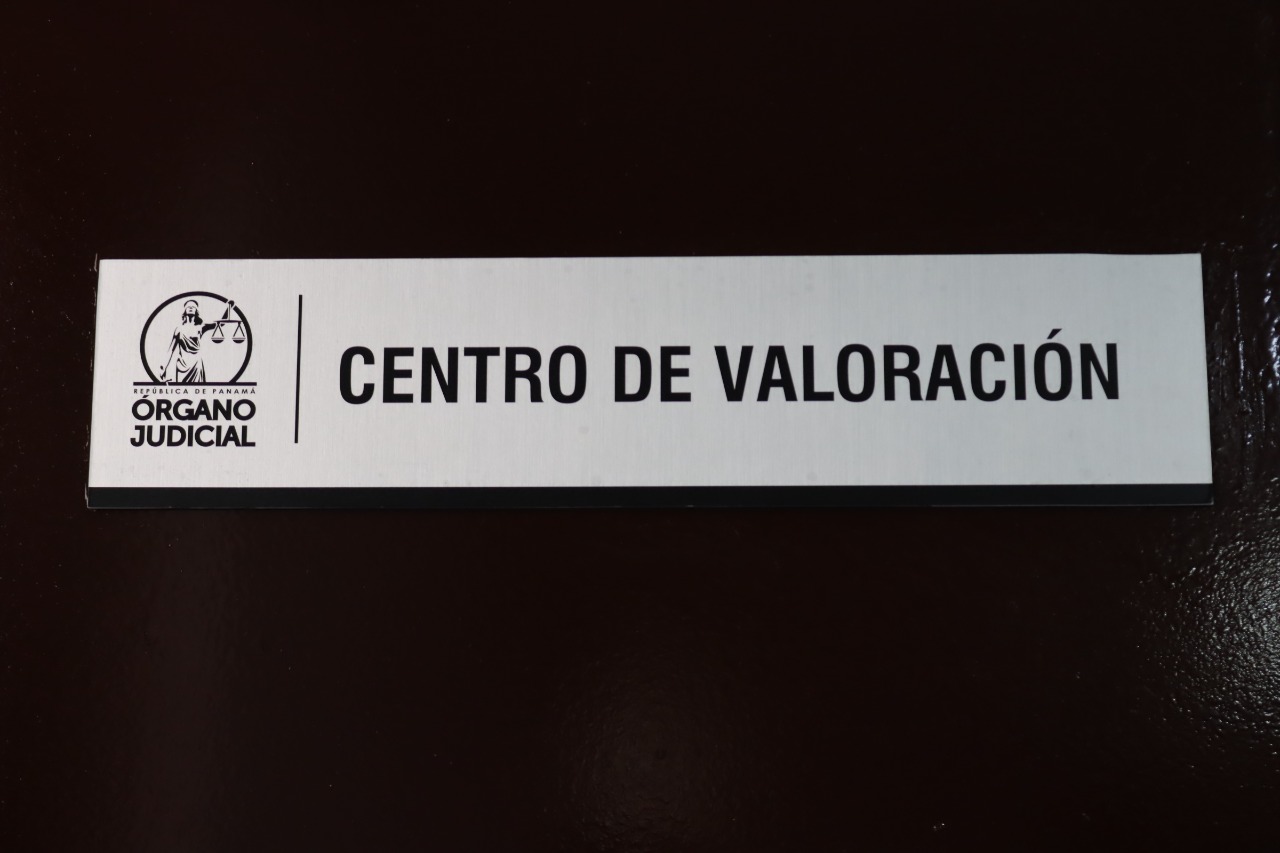 REPÚBLICA DE PANAMÁ
ÓRGANO
JUDICIAL
CENTRO DE VALORACIÓN